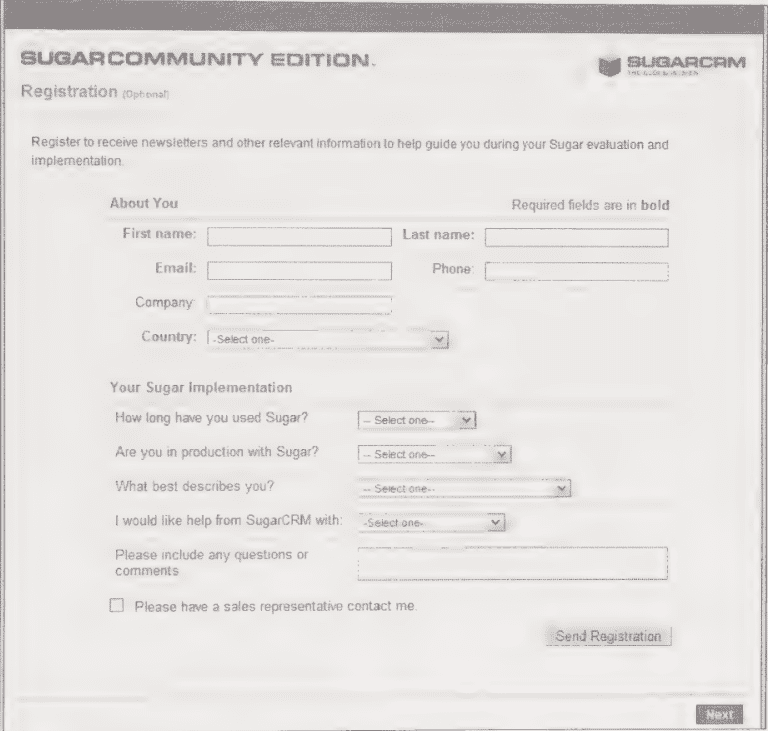 SUGARCOMMUNITY EDITION.
SUGARCRM
Registration (Optional)
Register to receive newsletters and other relevant information to help guide you during your Sugar evaluation and
implementation.
About You Required fields are in bold
First name: Last name:
Email: Phone:
Company
Country: -Select one-
Your Sugar Implementation
How long have you used Sugar? -- Select one--
Are you in production with Sugar? -- Select one--
What best describes you? -- Select one--
I would like help from SugarCRM with: -Select one-
Please include any questions or
comments
Please have a sales representative contact me.
Send Registration
Next